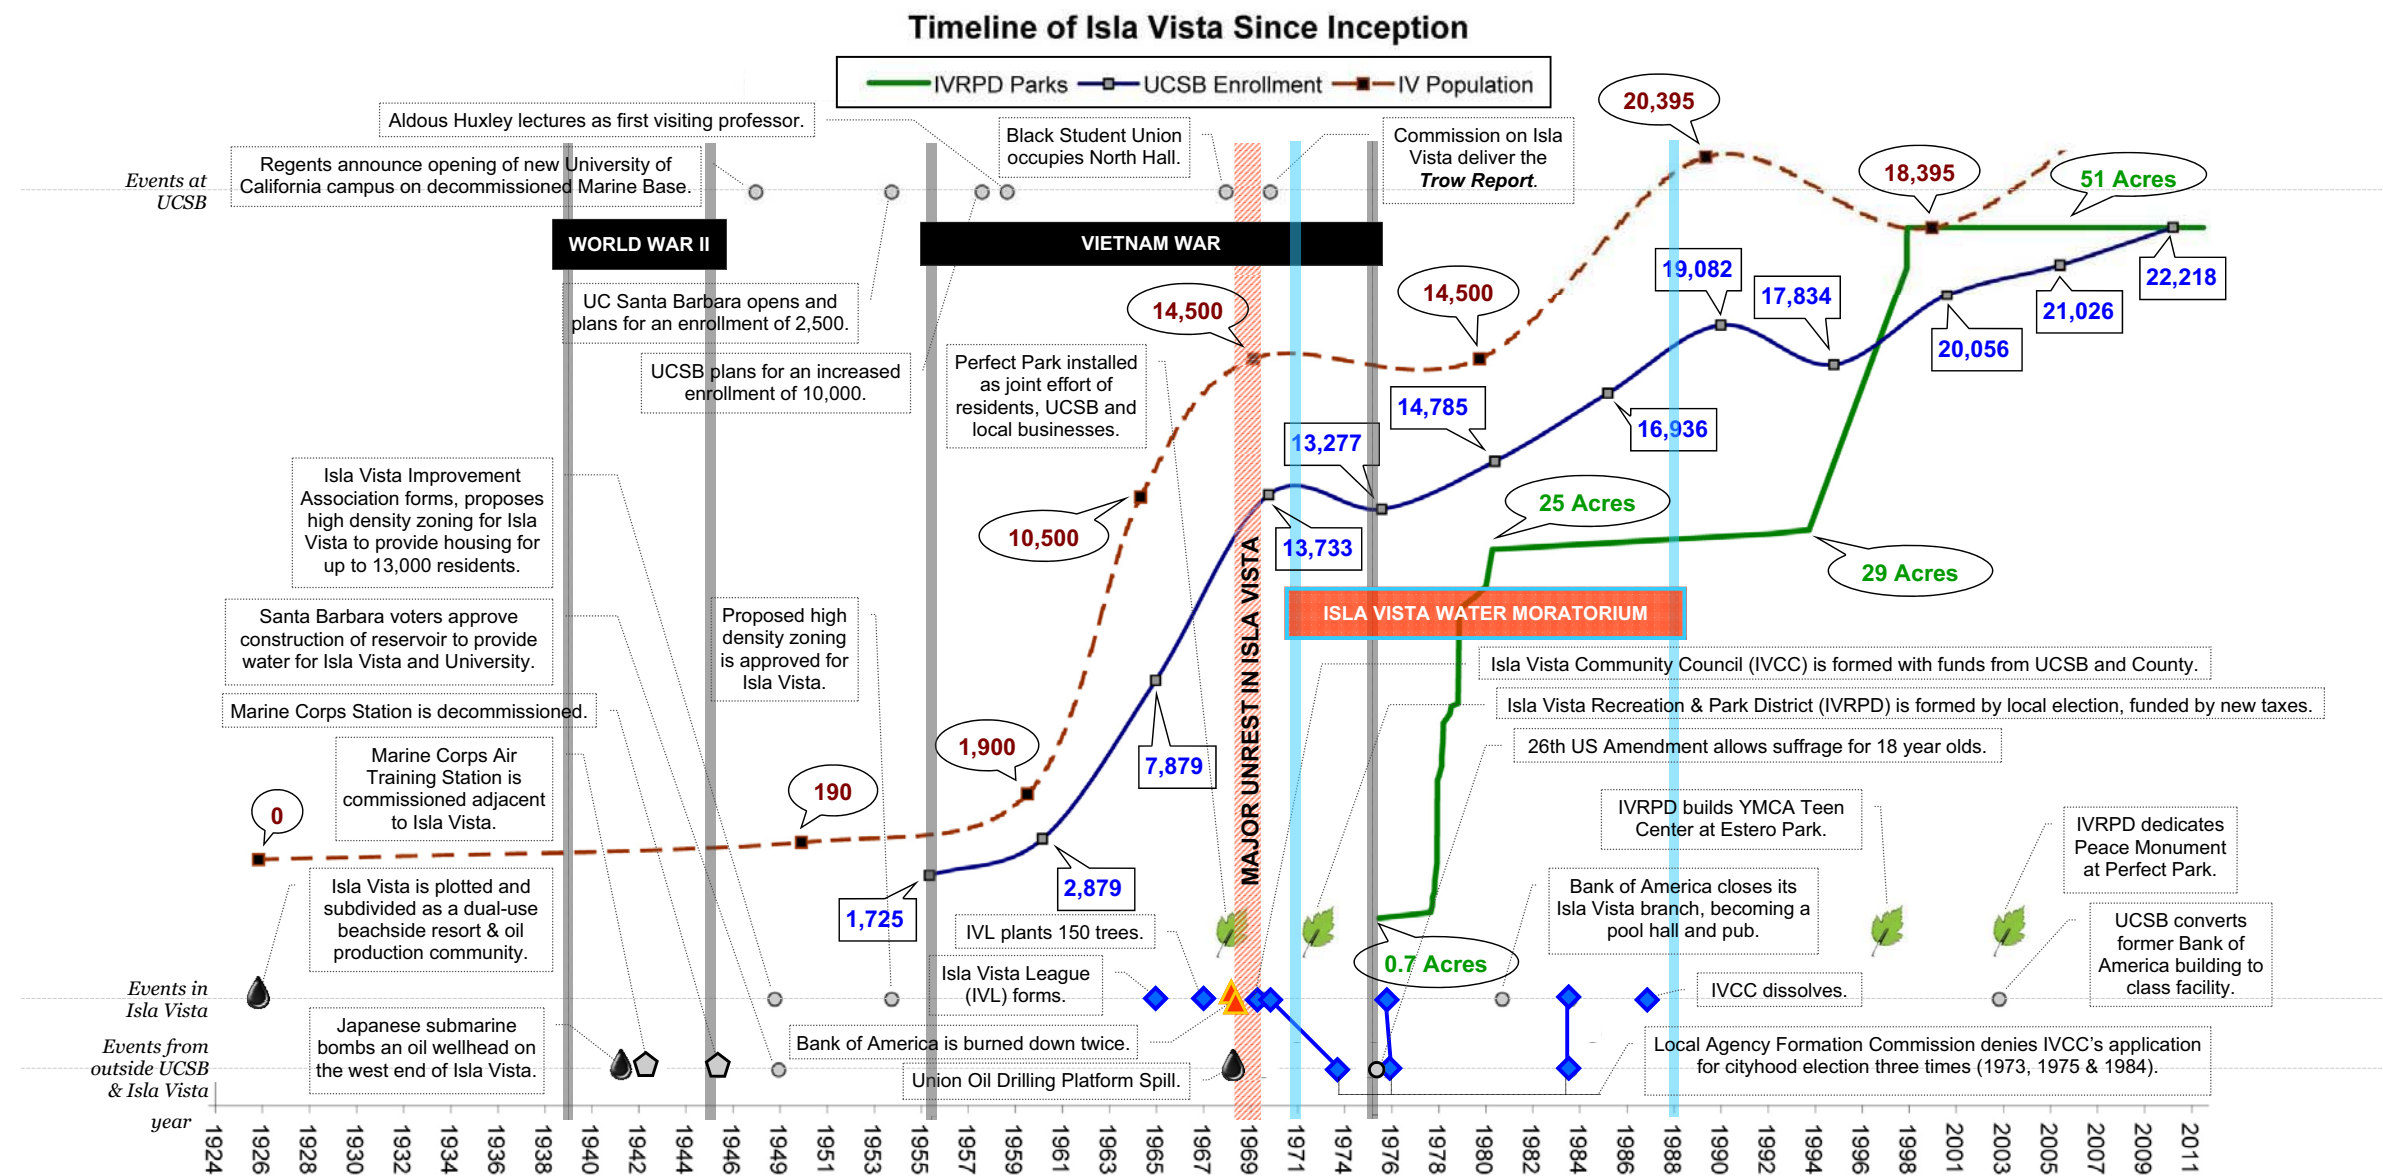 Timeline of Isla Vista Since Inception
IVRPD Parks
UCSB Enrollment
IV Population
Aldous Huxley lectures as first visiting professor.
Regents announce opening of new University of
California campus on decommissioned Marine Base.
Black Student Union
occupies North Hall.
Commission on Isla
Vista deliver the
Trow Report.
20,395
18,395
51 Acres
Events at
UCSB
WORLD WAR II
VIETNAM WAR
UC Santa Barbara opens and
plans for an enrollment of 2,500.
UCSB plans for an increased
enrollment of 10,000.
14,500
14,500
19,082
17,834
22,218
21,026
20,056
Perfect Park installed
as joint effort of
residents, UCSB and
local businesses.
14,785
16,936
13,277
13,733
10,500
25 Acres
29 Acres
Isla Vista Improvement
Association forms, proposes
high density zoning for Isla
Vista to provide housing for
up to 13,000 residents.
Santa Barbara voters approve
construction of reservoir to provide
water for Isla Vista and University.
Marine Corps Station is decommissioned.
Marine Corps Air
Training Station is
commissioned adjacent
to Isla Vista.
Proposed high
density zoning
is approved for
Isla Vista.
MAJOR UNREST IN ISLA VISTA
ISLA VISTA WATER MORATORIUM
Isla Vista Community Council (IVCC) is formed with funds from UCSB and County.
Isla Vista Recreation & Park District (IVRPD) is formed by local election, funded by new taxes.
26th US Amendment allows suffrage for 18 year olds.
0
190
1,900
7,879
2,879
1,725
IVRPD builds YMCA Teen
Center at Estero Park.
IVRPD dedicates
Peace Monument
at Perfect Park.
Isla Vista is plotted and
subdivided as a dual-use
beachside resort & oil
production community.
IVL plants 150 trees.
Isla Vista League
(IVL) forms.
0.7 Acres
Bank of America closes its
Isla Vista branch, becoming a
pool hall and pub.
UCSB converts
former Bank of
America building to
class facility.
IVCC dissolves.
Events in
Isla Vista
Japanese submarine
bombs an oil wellhead on
the west end of Isla Vista.
Bank of America is burned down twice.
Union Oil Drilling Platform Spill.
Local Agency Formation Commission denies IVCC's application
for cityhood election three times (1973, 1975 & 1984).
Events from
outside UCSB
& Isla Vista
year
1924 1926 1928 1930 1932 1934 1936 1938 1940 1942 1944 1946 1949 1951 1953 1955 1957 1959 1961 1963 1965 1967 1969 1971 1974 1976 1978 1980 1982 1984 1986 1988 1990 1992 1994 1996 1998 2001 2003 2005 2007 2009 2011